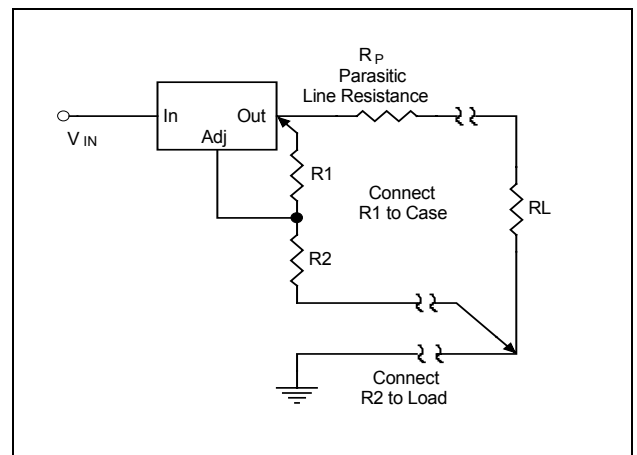 R P
Parasitic
Line Resistance
In
Out
Adj
V IN
R1
Connect
R1 to Case
RL
R2
Connect
R2 to Load